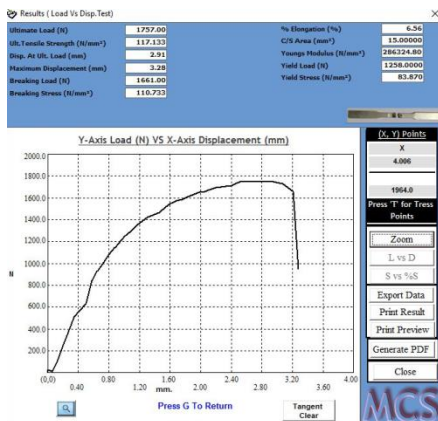 Results ( Load Vs Disp.Test)
Ultimate Load (N) 1757.00
Ult.Tensile Strength (N/mm²) 117.133
Disp. At Ult. Load (mm) 2.91
Maximum Displacement (mm) 3.28
Breaking Load (N) 1661.00
Breaking Stress (N/mm²) 110.733
% Elongation (%) 6.56
C/S Area (mm²) 15.00000
Youngs Modulus (N/mm²) 286324.80
Yield Load (N) 1258.0000
Yield Stress (N/mm²) 83.870
Y-Axis Load (N) VS X-Axis Displacement (mm)
2000.0
1800.0
1600.0
1400.0
1200.0
1000.0
800.0
600.0
400.0
200.0
N
(0,0)
0.40
0.80
1.20
1.60
2.00
2.40
2.80
3.20
3.60
4.00
mm.
Press G To Return
Tangent
Clear
(X, Y) Points
X
4.006
1964.0
Press 'T' for Tress
Points
Zoom
L vs D
S vs %S
Export Data
Print Result
Print Preview
Generate PDF
Close
MCS